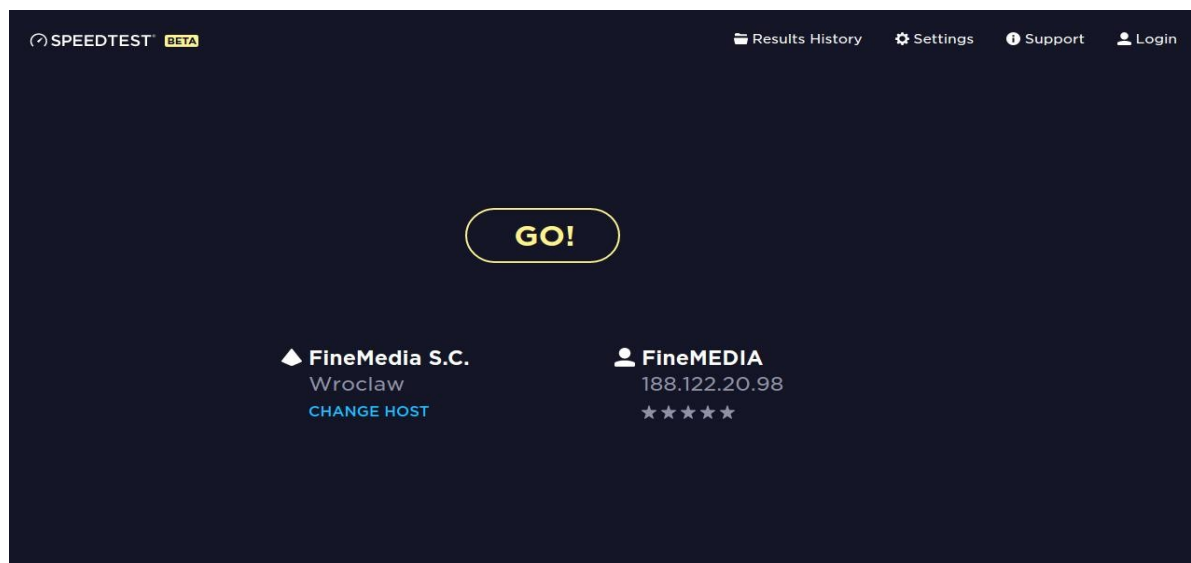 SPEEDTEST® BETA
Results History Settings Support Login
GO!
FineMedia S.C.
Wroclaw
CHANGE HOST
FineMEDIA
188.122.20.98